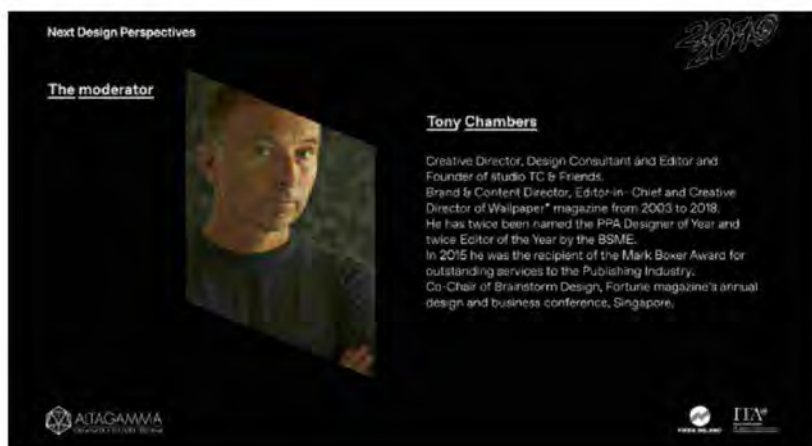 Next Design Perspectives
2019
The moderator
Tony Chambers
Creative Director, Design Consultant and Editor and
Founder of studio TC & Friends.
Brand & Content Director, Editor-in- Chief and Creative
Director of Wallpaper* magazine from 2003 to 2018.
He has twice been named the PPA Designer of Year and
twice Editor of the Year by the BSME.
In 2015 he was the recipient of the Mark Boxer Award for
outstanding services to the Publishing Industry.
Co-Chair of Brainstorm Design, Fortune magazine's annual
design and business conference, Singapore.
ALTAGAMMA
FIERA MILANO
ITA